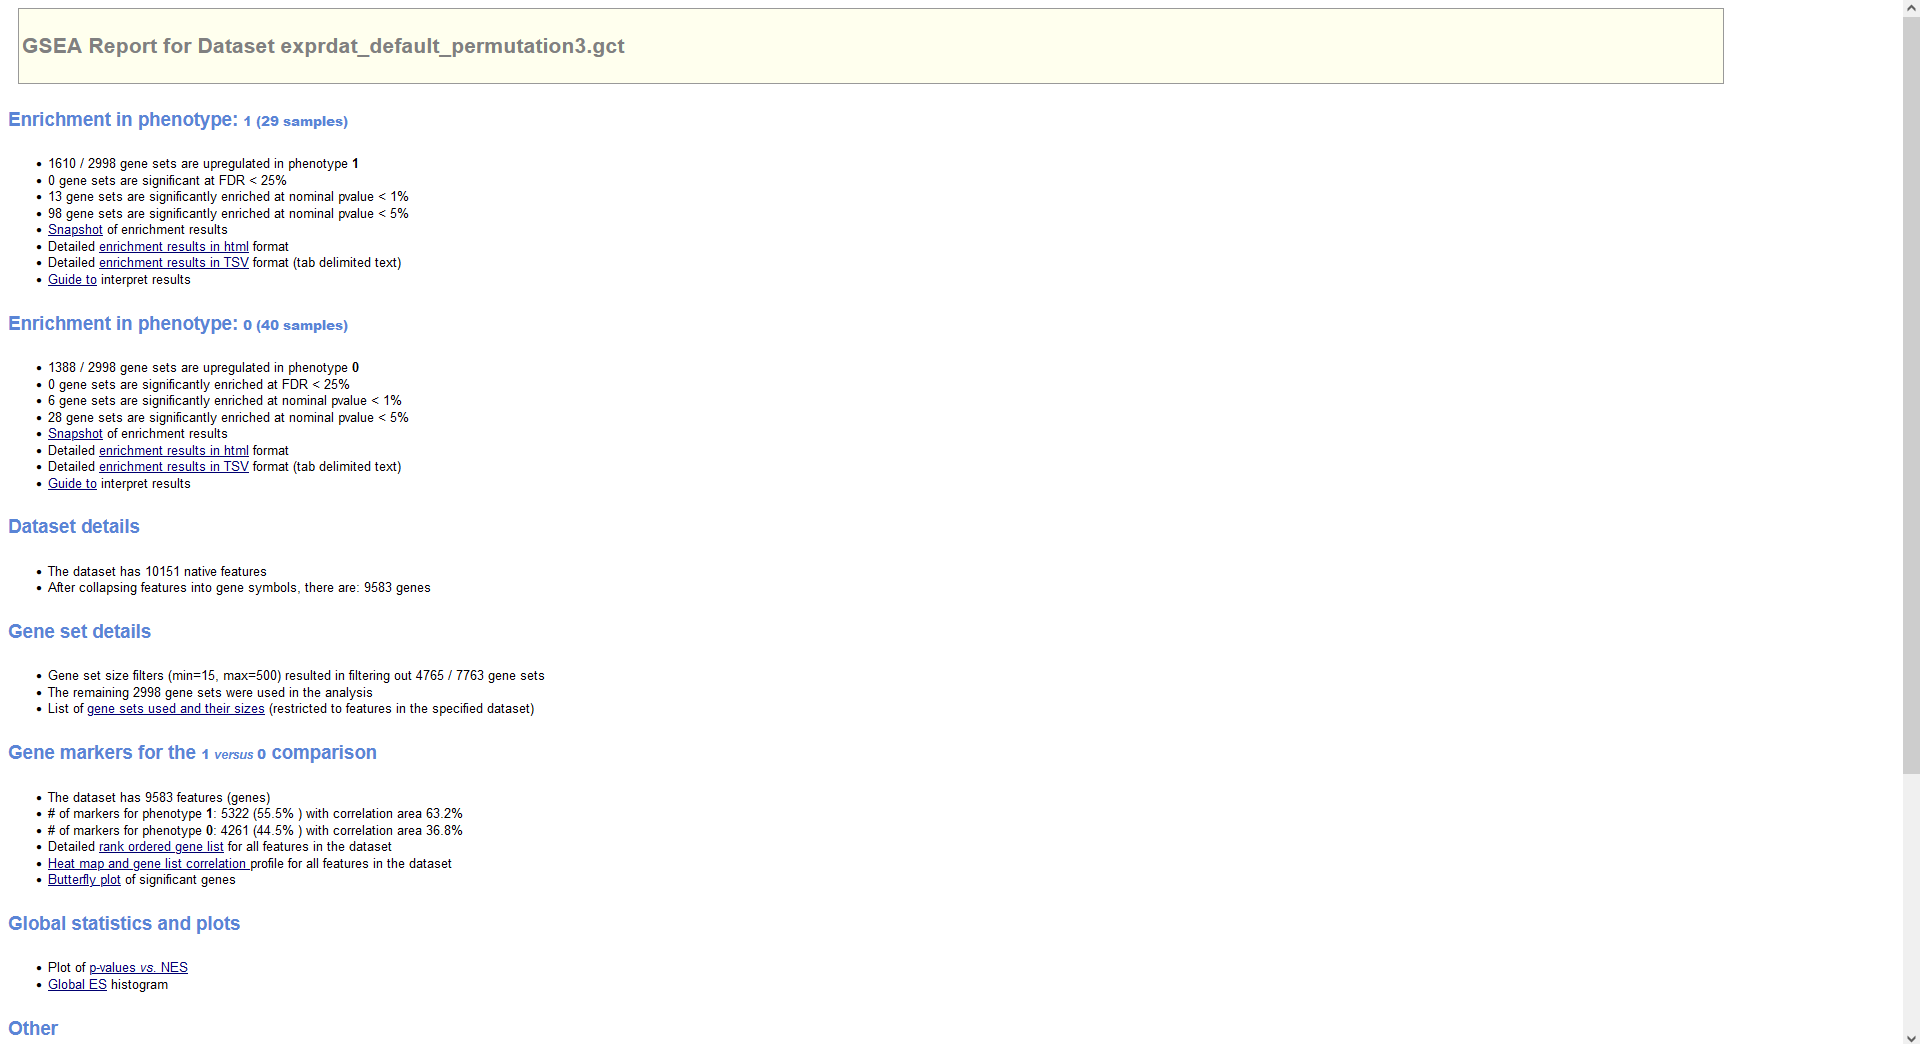 GSEA Report for Dataset exprdat_default_permutation3.gct
Enrichment in phenotype: 1 (29 samples)
• 1610 / 2998 gene sets are upregulated in phenotype 1
• 0 gene sets are significant at FDR < 25%
• 13 gene sets are significantly enriched at nominal pvalue < 1%
• 98 gene sets are significantly enriched at nominal pvalue < 5%
• Snapshot of enrichment results
• Detailed enrichment results in html format
• Detailed enrichment results in TSV format (tab delimited text)
• Guide to interpret results
Enrichment in phenotype: 0 (40 samples)
• 1388 / 2998 gene sets are upregulated in phenotype 0
• 0 gene sets are significantly enriched at FDR < 25%
• 6 gene sets are significantly enriched at nominal pvalue < 1%
• 28 gene sets are significantly enriched at nominal pvalue < 5%
• Snapshot of enrichment results
• Detailed enrichment results in html format
• Detailed enrichment results in TSV format (tab delimited text)
• Guide to interpret results
Dataset details
• The dataset has 10151 native features
• After collapsing features into gene symbols, there are: 9583 genes
Gene set details
• Gene set size filters (min=15, max=500) resulted in filtering out 4765 / 7763 gene sets
• The remaining 2998 gene sets were used in the analysis
• List of gene sets used and their sizes (restricted to features in the specified dataset)
Gene markers for the 1 versus 0 comparison
• The dataset has 9583 features (genes)
• # of markers for phenotype 1: 5322 (55.5% ) with correlation area 63.2%
• # of markers for phenotype 0: 4261 (44.5% ) with correlation area 36.8%
• Detailed rank ordered gene list for all features in the dataset
• Heat map and gene list correlation profile for all features in the dataset
• Butterfly plot of significant genes
Global statistics and plots
• Plot of p-values vs. NES
• Global ES histogram
Other